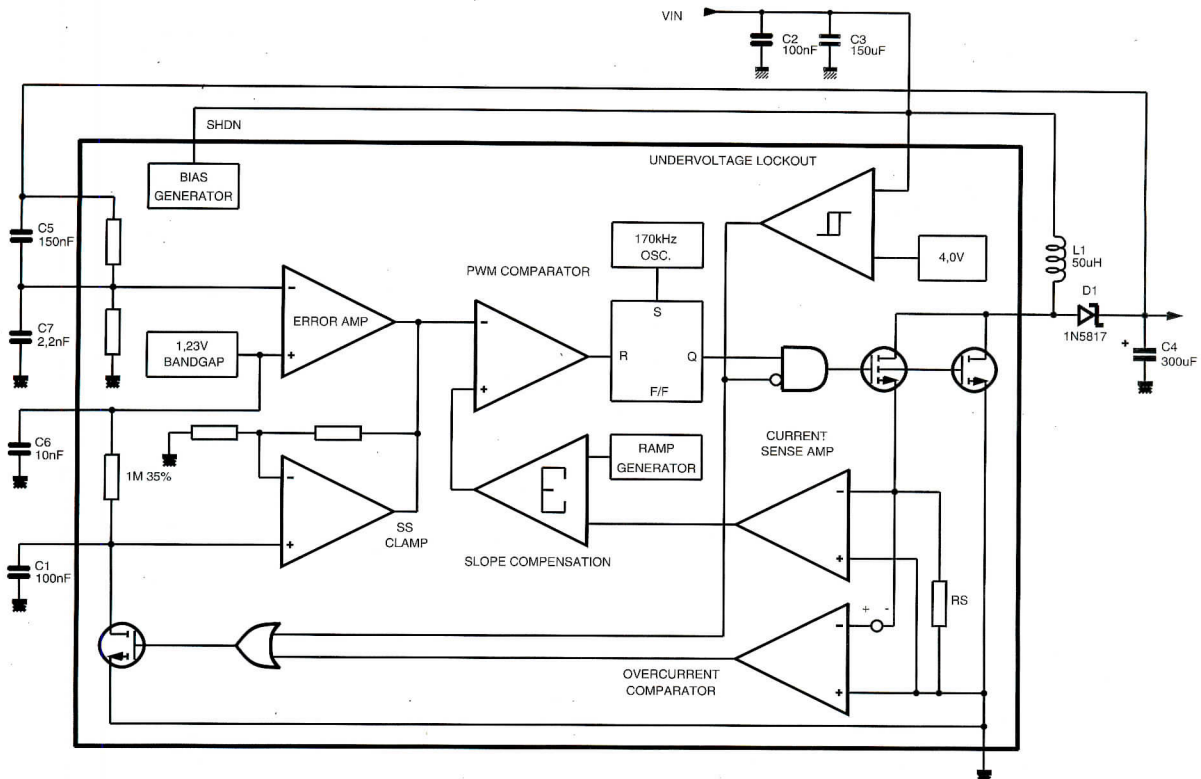 VIN
C2
100nF
C3
150uF
SHDN
UNDERVOLTAGE LOCKOUT
BIAS
GENERATOR
C5
150nF
170kHz
OSC.
4,0V
L1
50uH
PWM COMPARATOR
D1
1N5817
−
ERROR AMP
+
−
+
S
R
Q
F/F
C7
2,2nF
1,23V
BANDGAP
+
C4
300uF
C6
10nF
1M 35%
RAMP
GENERATOR
CURRENT
SENSE AMP
−
+
SS
CLAMP
−
+
SLOPE COMPENSATION
C1
100nF
RS
+ -
−
+
OVERCURRENT
COMPARATOR